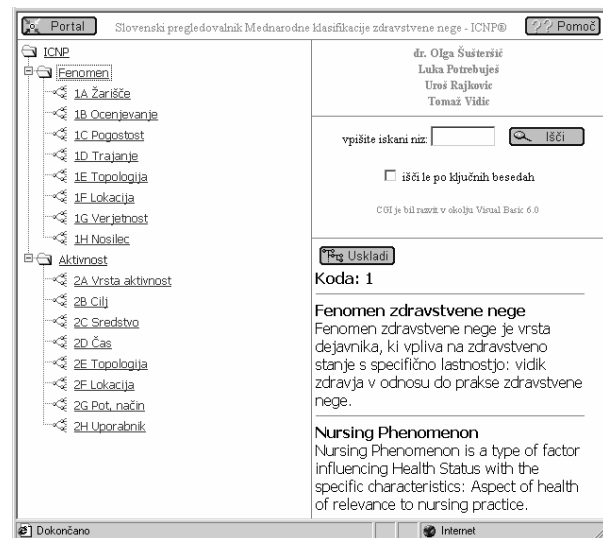 Portal
Slovenski pregledovalnik Mednarodne klasifikacije zdravstvene nege - ICNP®
?? Pomoč
ICNP
Fenomen
1A Žarišče
1B Ocenjevanje
1C Pogostost
1D Trajanje
1E Topologija
1F Lokacija
1G Verjetnost
1H Nosilec
Aktivnost
2A Vrsta aktivnost
2B Cilj
2C Sredstvo
2D Čas
2E Topologija
2F Lokacija
2G Pot, način
2H Uporabnik
dr. Olga Šušteršič
Luka Potrebuješ
Uroš Rajkovic
Tomaž Vidic
vpišite iskani niz:
Išči
išči le po ključnih besedah
CGI je bil razvit v okolju Visual Basic 6.0
Uskladi
Koda: 1
Fenomen zdravstvene nege
Fenomen zdravstvene nege je vrsta
dejavnika, ki vpliva na zdravstveno
stanje s specifično lastnostjo: vidik
zdravja v odnosu do prakse zdravstvene
nege.
Nursing Phenomenon
Nursing Phenomenon is a type of factor
influencing Health Status with the
specific characteristics: Aspect of health
of relevance to nursing practice.
Dokončano
Internet